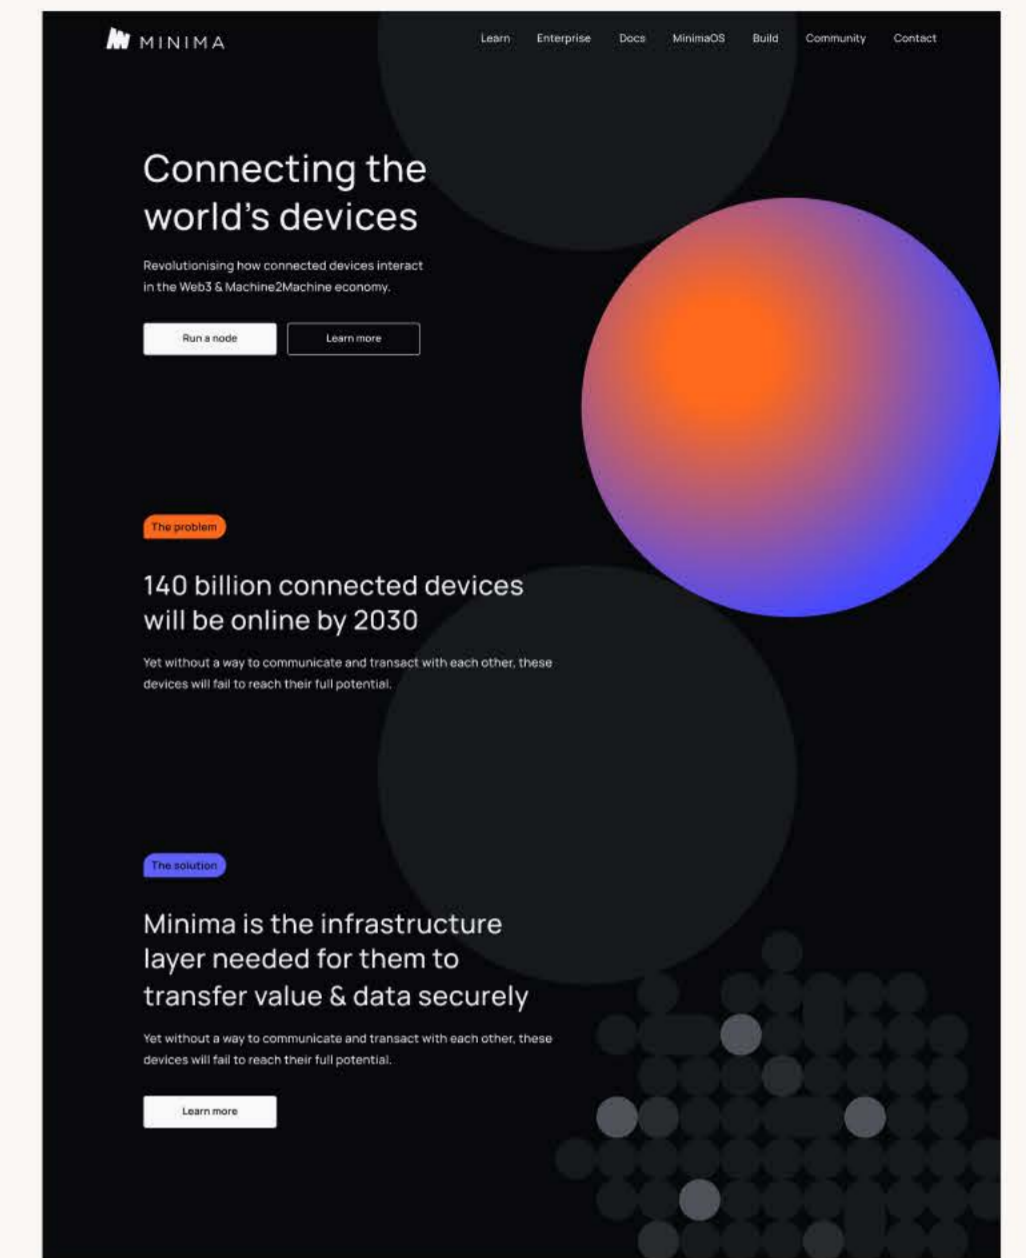 MINIMA
Learn Enterprise Docs MinimaOS Build Community Contact
Connecting the
world's devices
Revolutionising how connected devices interact
in the Web3 & Machine2Machine economy.
Run a node Learn more
The problem
140 billion connected devices
will be online by 2030
Yet without a way to communicate and transact with each other, these
devices will fail to reach their full potential.
The solution
Minima is the infrastructure
layer needed for them to
transfer value & data securely
Yet without a way to communicate and transact with each other, these
devices will fail to reach their full potential.
Learn more